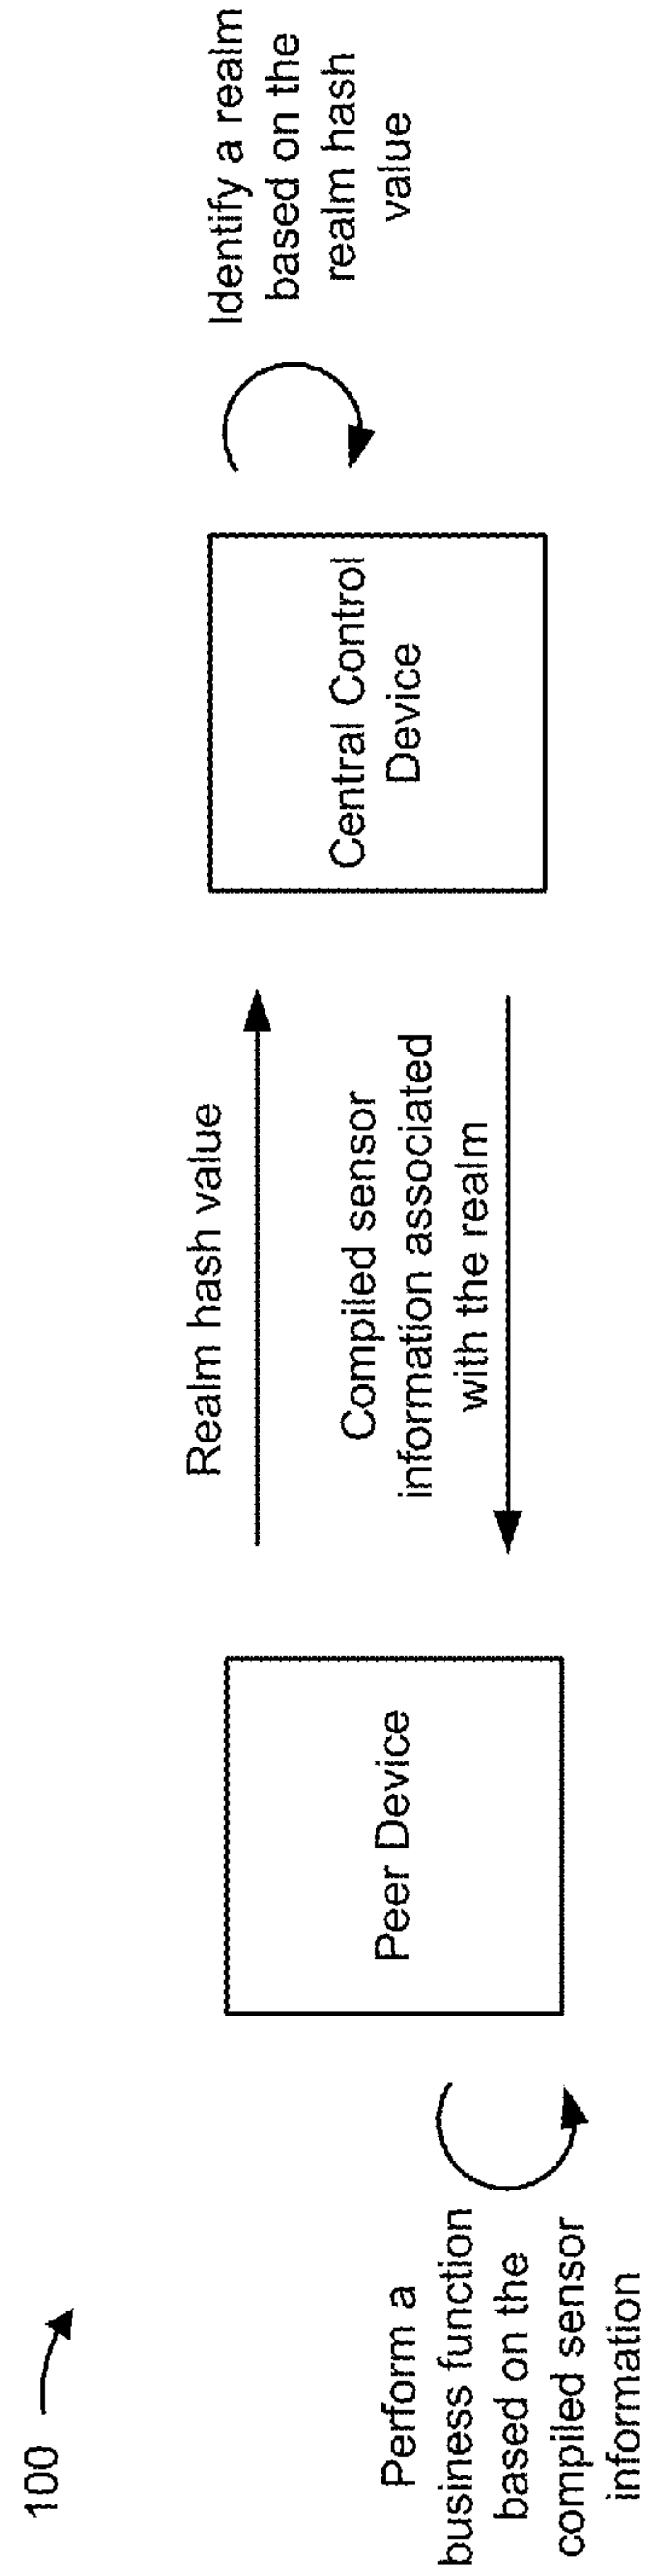 100
Perform a
business function
based on the
compiled sensor
information
Peer Device
Realm hash value
Compiled sensor
information associated
with the realm
Central Control
Device
Identify a realm
based on the
realm hash
value